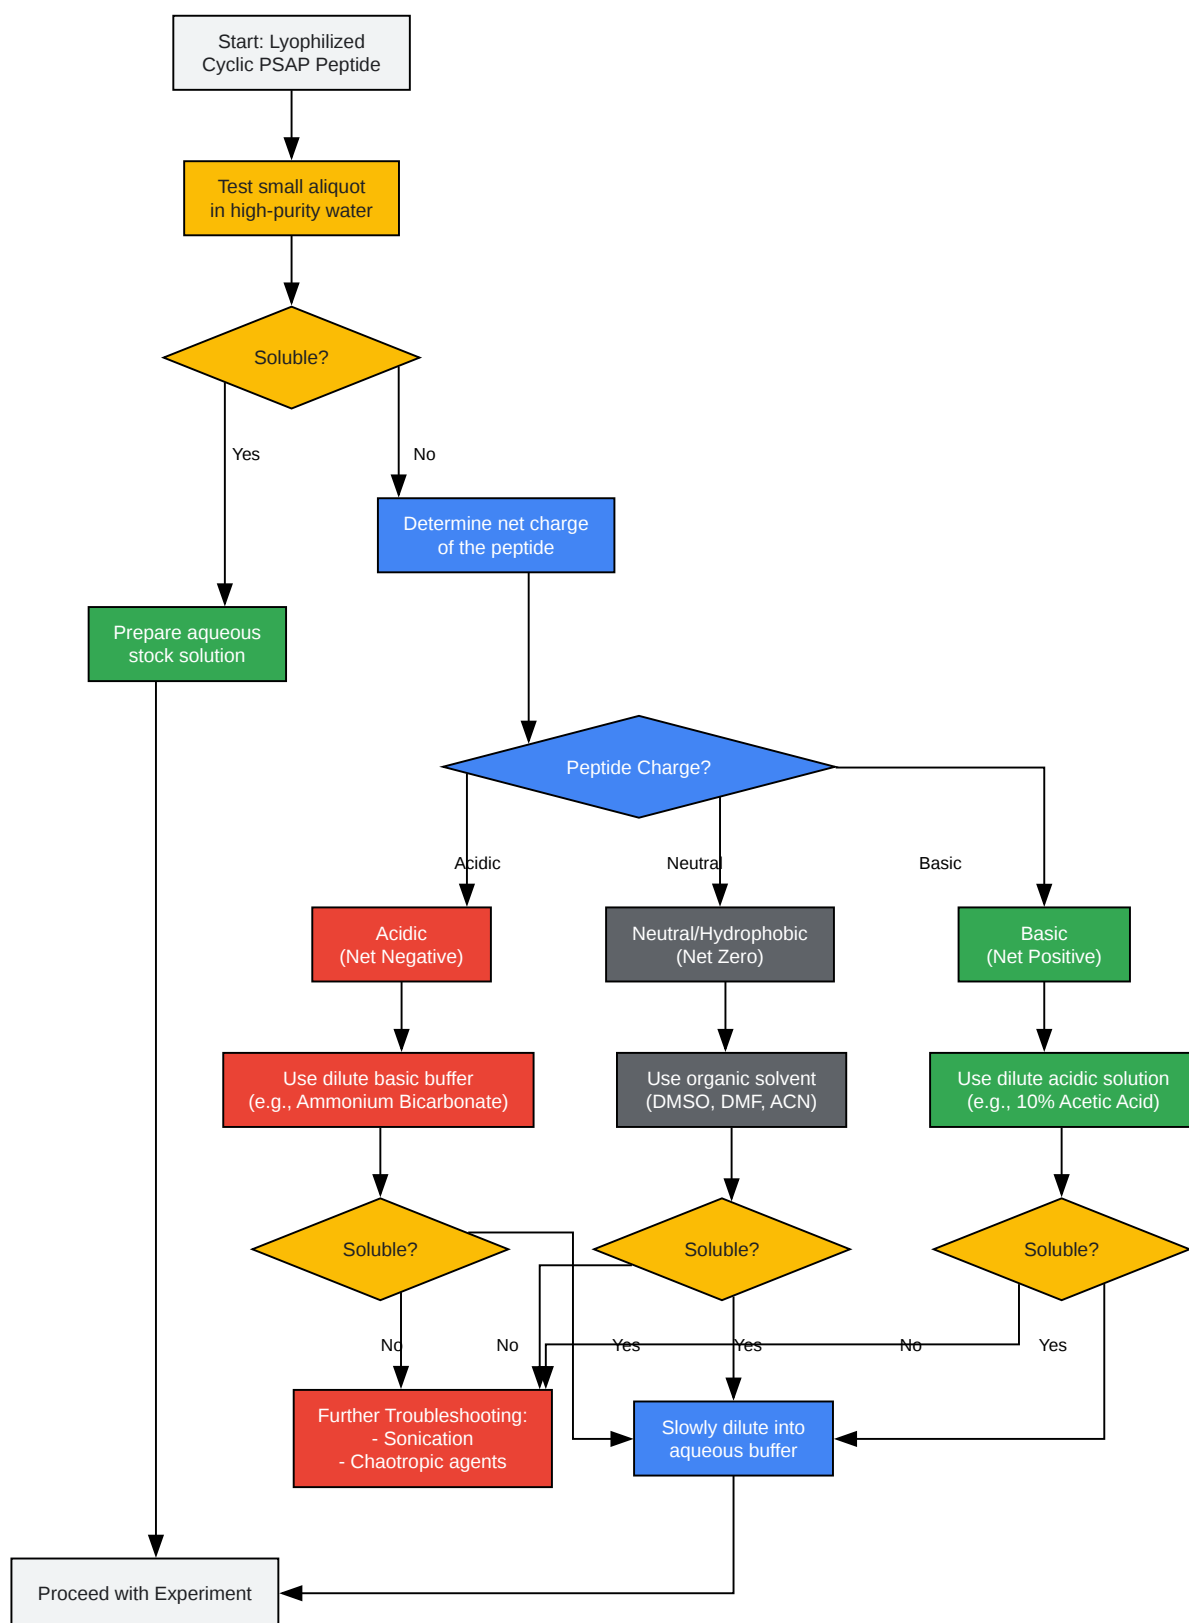 Start: Lyophilized
Cyclic PSAP Peptide
Test small aliquot
in high-purity water
Soluble?
Yes
No
Determine net charge
of the peptide
Prepare aqueous
stock solution
Peptide Charge?
Acidic
Neutral
Basic
Acidic
(Net Negative)
Neutral/Hydrophobic
(Net Zero)
Basic
(Net Positive)
Use dilute basic buffer
(e.g., Ammonium Bicarbonate)
Use organic solvent
(DMSO, DMF, ACN)
Use dilute acidic solution
(e.g., 10% Acetic Acid)
Soluble?
Soluble?
Soluble?
No
No
Yes
Yes
No
Yes
Further Troubleshooting:
- Sonication
- Chaotropic agents
Slowly dilute into
aqueous buffer
Proceed with Experiment